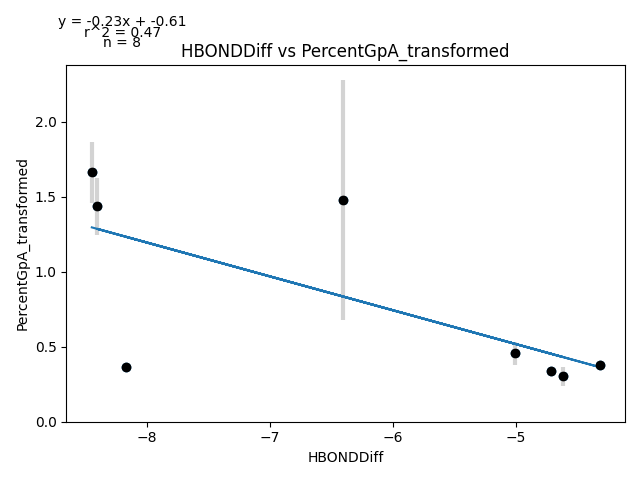 y = -0.23x + -0.61
r^2 = 0.47
n = 8
HBONDDiff vs PercentGpA_transformed
PercentGpA_transformed
2.0
1.5
1.0
0.5
0.0
−8
−7
−6
−5
HBONDDiff